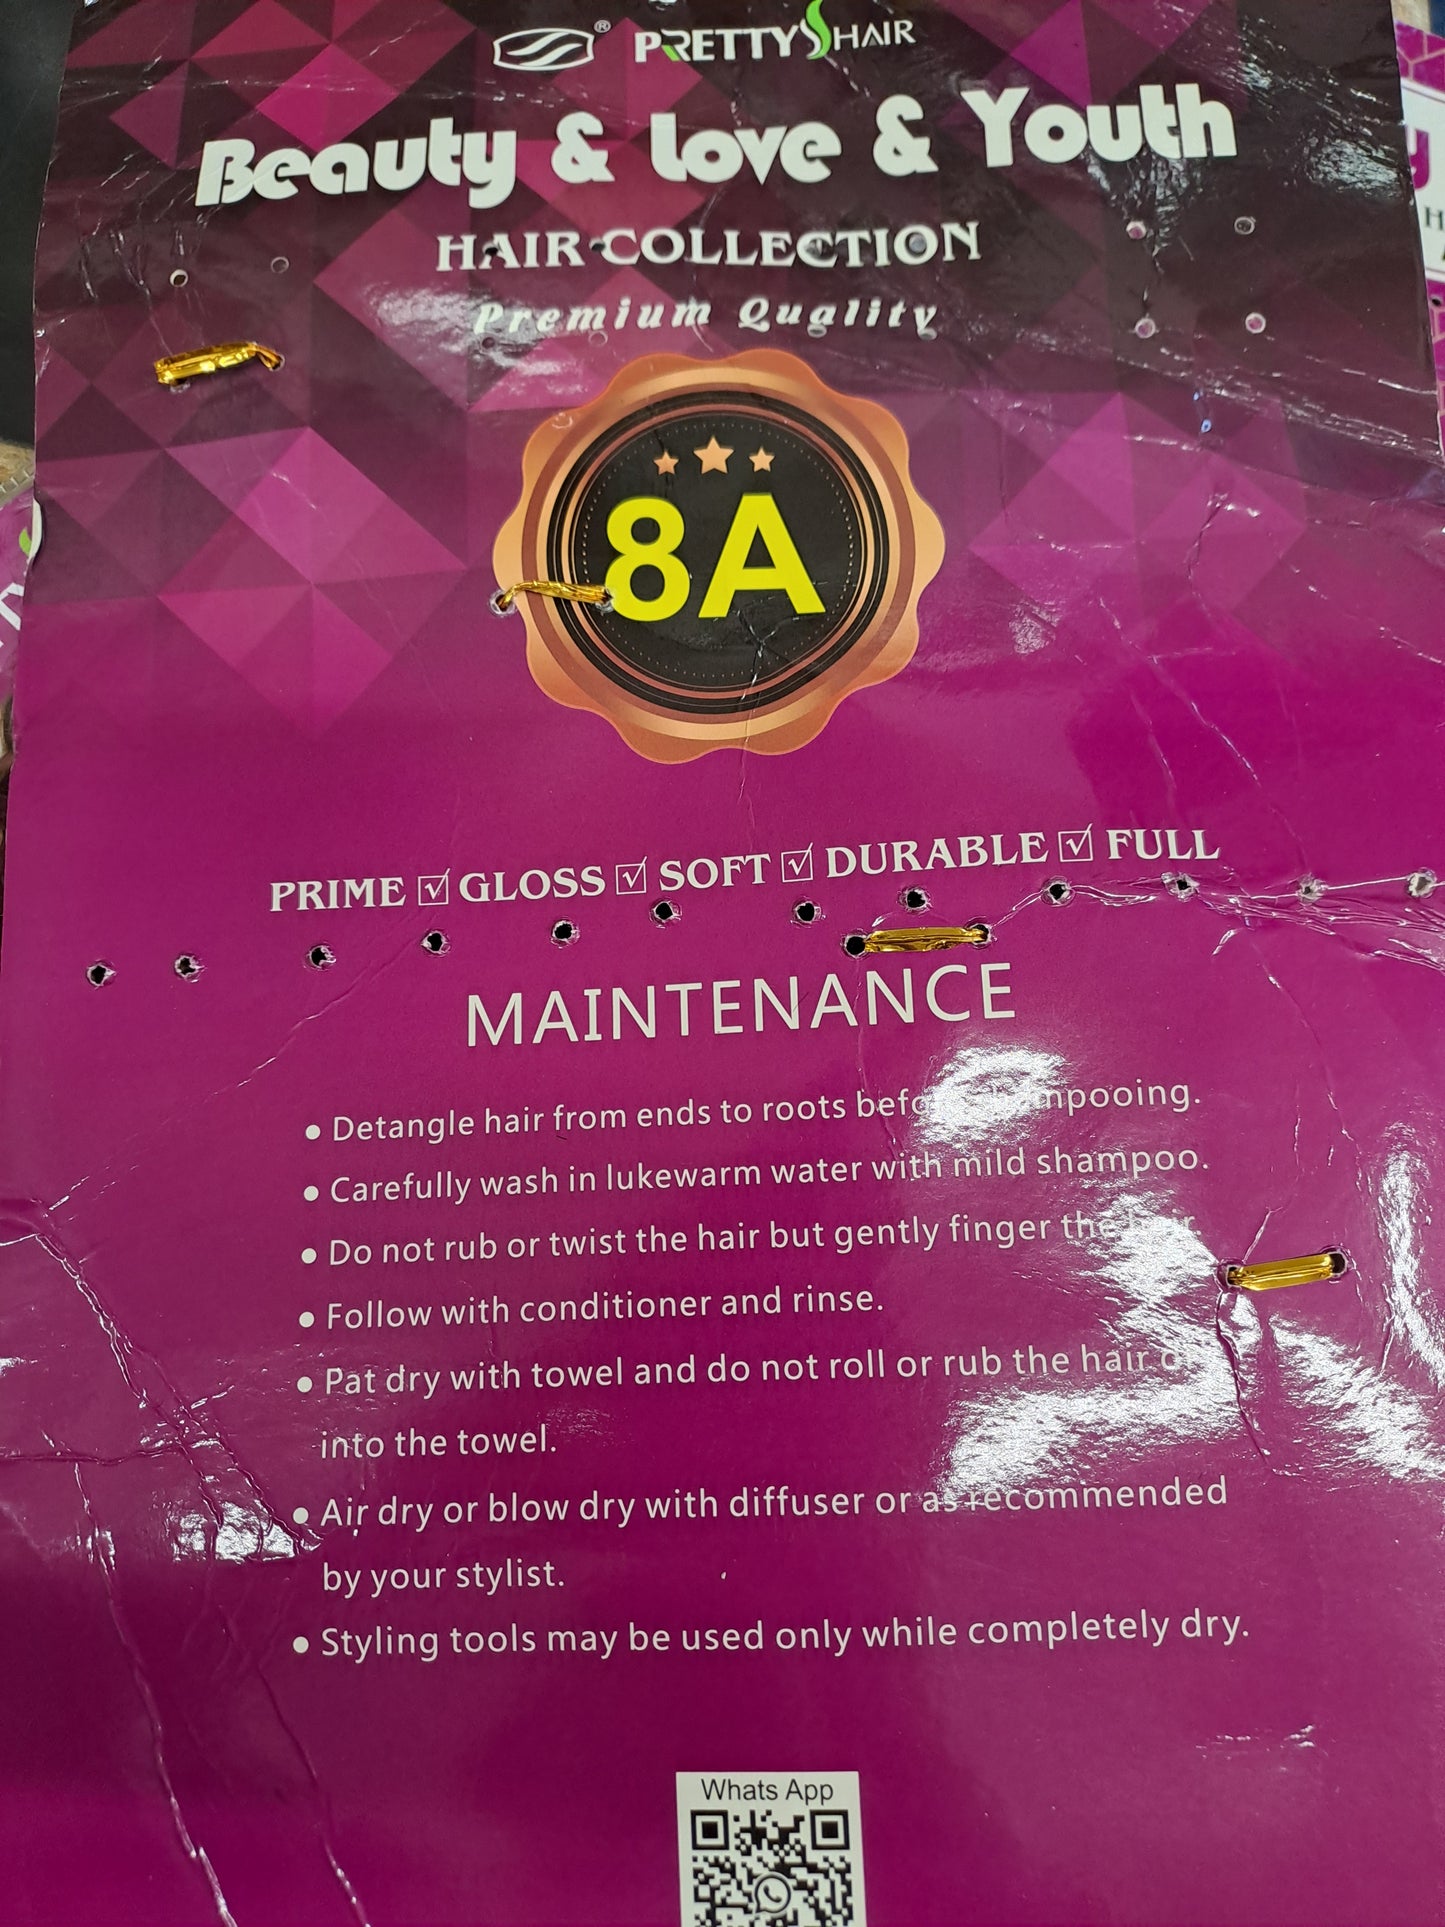 ® PRETTY HAIR
Beauty & Love & Youth
HAIR COLLECTION
Premium Quality
8A
PRIME ☑ GLOSS ☑ SOFT ☑ DURABLE ☑ FULL
MAINTENANCE
• Detangle hair from ends to roots before shampooing.
• Carefully wash in lukewarm water with mild shampoo.
• Do not rub or twist the hair but gently finger the hair
• Follow with conditioner and rinse.
• Pat dry with towel and do not roll or rub the hair or
into the towel.
• Air dry or blow dry with diffuser or as recommended
by your stylist.
• Styling tools may be used only while completely dry.
Whats App